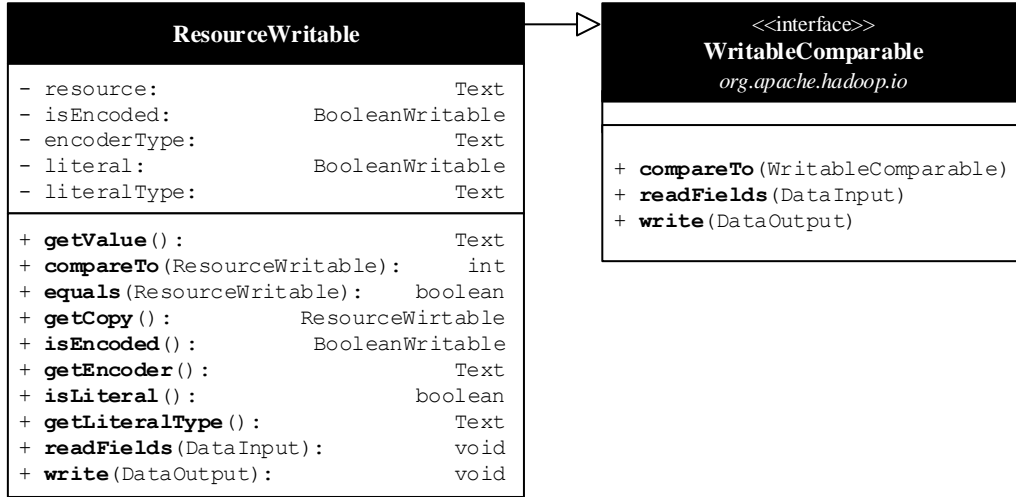 ResourceWritable
- resource: Text
- isEncoded: BooleanWritable
- encoderType: Text
- literal: BooleanWritable
- literalType: Text
+ getValue(): Text
+ compareTo(ResourceWritable): int
+ equals(ResourceWritable): boolean
+ getCopy(): ResourceWirtable
+ isEncoded(): BooleanWritable
+ getEncoder(): Text
+ isLiteral(): boolean
+ getLiteralType(): Text
+ readFields(DataInput): void
+ write(DataOutput): void
<<interface>>
WritableComparable
org.apache.hadoop.io
+ compareTo(WritableComparable)
+ readFields(DataInput)
+ write(DataOutput)